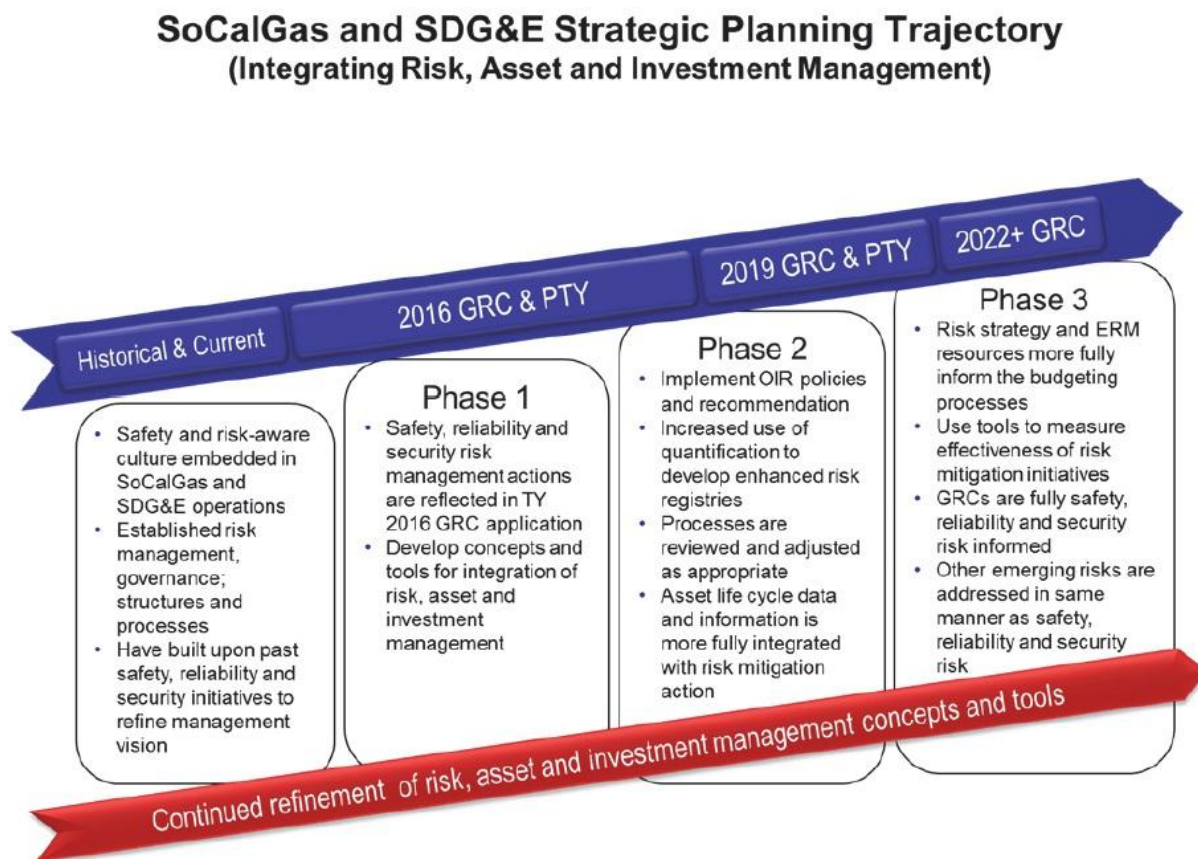 SoCalGas and SDG&E Strategic Planning Trajectory
(Integrating Risk, Asset and Investment Management)
Historical & Current
2016 GRC & PTY
2019 GRC & PTY
2022+ GRC
• Safety and risk-aware
culture embedded in
SoCalGas and
SDG&E operations
• Established risk
management,
governance;
structures and
processes
• Have built upon past
safety, reliability and
security initiatives to
refine management
vision
Phase 1
• Safety, reliability and
security risk
management actions
are reflected in TY
2016 GRC application
• Develop concepts and
tools for integration of
risk, asset and
investment
management
Phase 2
• Implement OIR policies
and recommendation
• Increased use of
quantification to
develop enhanced risk
registries
• Processes are
reviewed and adjusted
as appropriate
• Asset life cycle data
and information is
more fully integrated
with risk mitigation
action
Phase 3
• Risk strategy and ERM
resources more fully
inform the budgeting
processes
• Use tools to measure
effectiveness of risk
mitigation initiatives
• GRCs are fully safety,
reliability and security
risk informed
• Other emerging risks are
addressed in same
manner as safety,
reliability and security
risk
Continued refinement of risk, asset and investment management concepts and tools